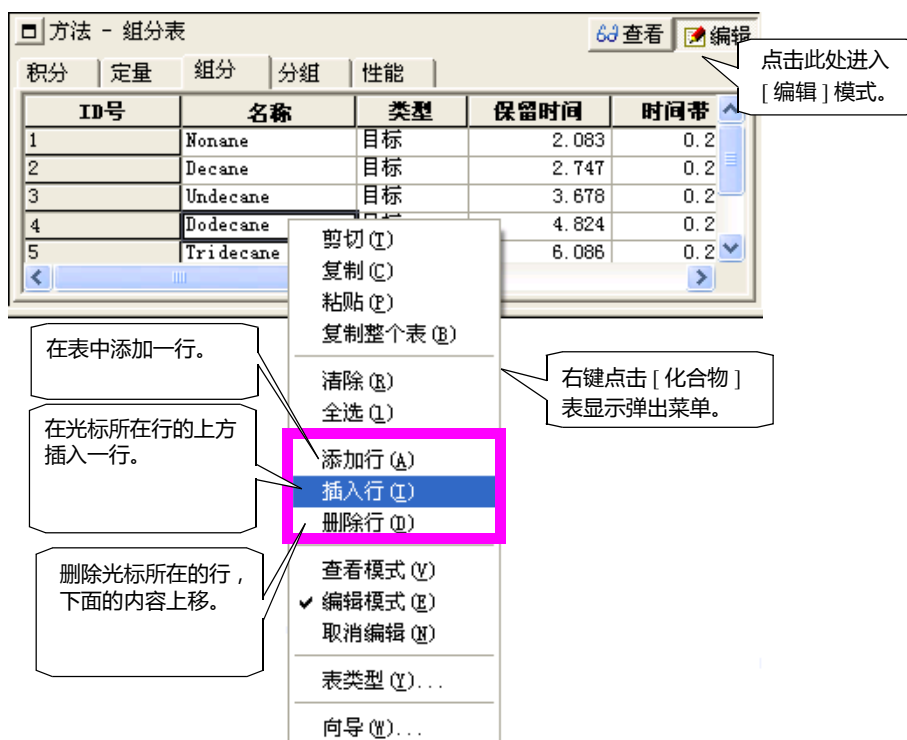 方法 - 组分表
查看 编辑
点击此处进入
[ 编辑 ] 模式。
积分 定量 组分 分组 性能
ID号 名称 类型 保留时间 时间带
1 Nonane 目标 2.083 0.2
2 Decane 目标 2.747 0.2
3 Undecane 目标 3.678 0.2
4 Dodecane 目标 4.824 0.2
5 Tridecane 6.086 0.2
剪切(T)
复制(C)
粘贴(P)
复制整个表(B)
在表中添加一行。
右键点击 [ 化合物 ]
表显示弹出菜单。
清除(R)
全选(l)
在光标所在行的上方
插入一行。
添加行(A)
插入行(I)
删除行(D)
删除光标所在的行，
下面的内容上移。
查看模式(V)
编辑模式(E)
取消编辑(N)
表类型(Y)...
向导(W)...